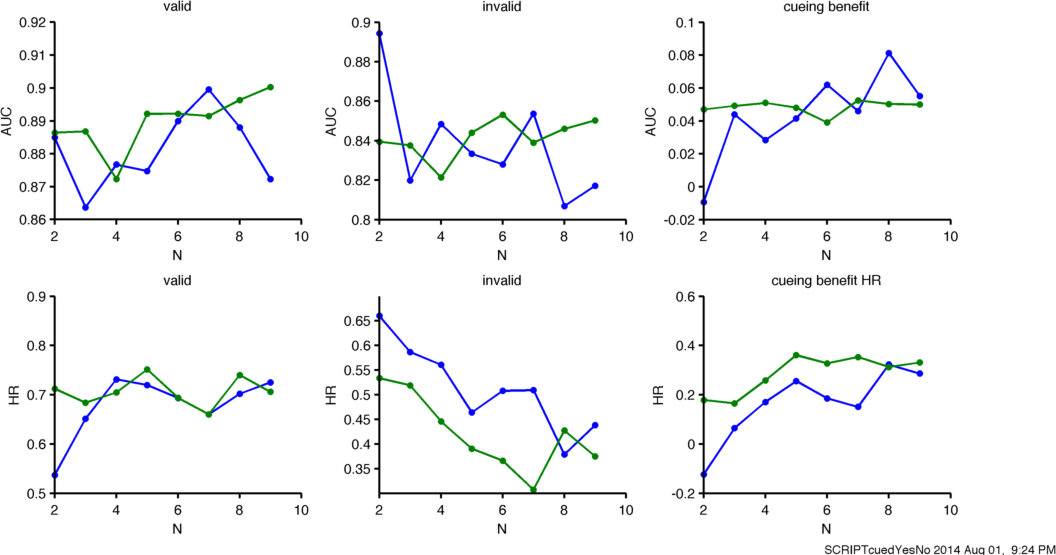 valid
0.92
0.91
0.9
0.89
0.88
0.87
0.86
AUC
2 4 6 8 10
N
invalid
0.9
0.88
0.86
0.84
0.82
0.8
AUC
2 4 6 8 10
N
cueing benefit
0.1
0.08
0.06
0.04
0.02
0
-0.02
AUC
2 4 6 8 10
N
valid
0.9
0.8
0.7
0.6
0.5
HR
2 4 6 8 10
N
invalid
0.65
0.6
0.55
0.5
0.45
0.4
0.35
HR
2 4 6 8 10
N
cueing benefit HR
0.6
0.4
0.2
0
-0.2
HR
2 4 6 8 10
N
SCRIPTcuedYesNo 2014 Aug 01, 9:24 PM